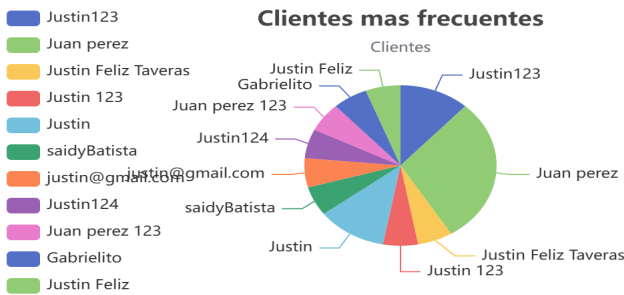 Clientes mas frecuentes
Clientes
Justin123
Juan perez
Justin Feliz Taveras
Justin 123
Justin
saidyBatista
justin@gmail.com
Justin124
Juan perez 123
Gabrielito
Justin Feliz
Justin Feliz
Gabrielito
Juan perez 123
Justin124
justin@gmail.com
saidyBatista
Justin
Justin123
Juan perez
Justin Feliz Taveras
Justin 123